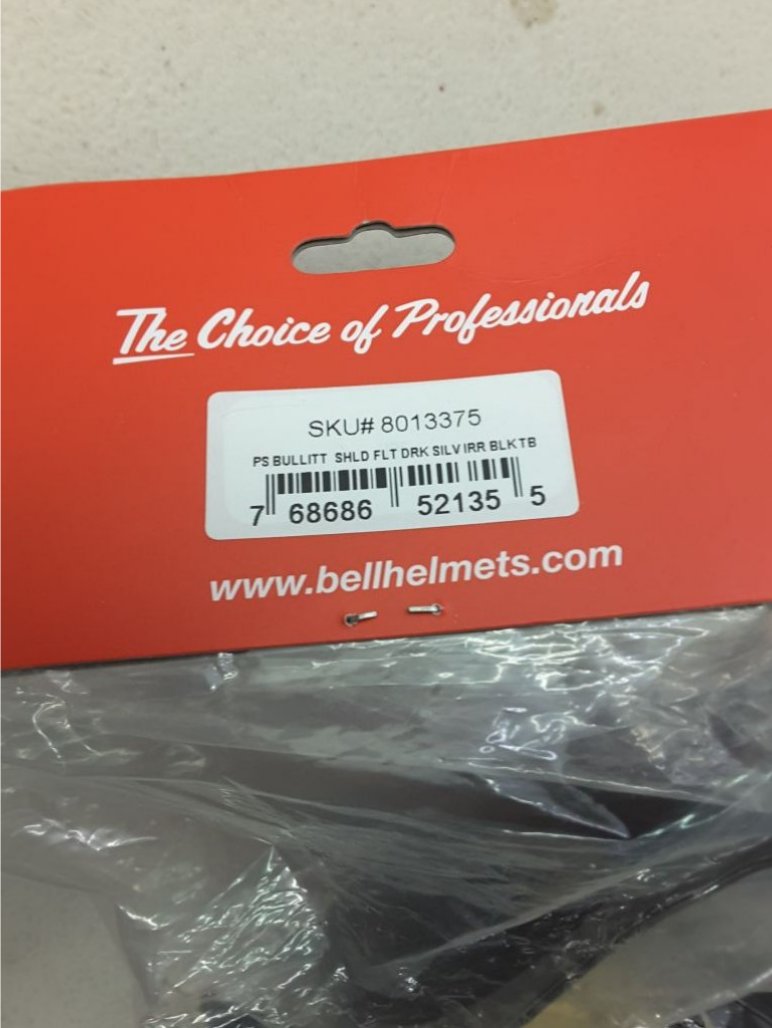 The Choice of Professionals
SKU# 8013375
PS BULLITT SHLD FLT DRK SILV IRR BLK TB
7 68686 52135 5
www.bellhelmets.com